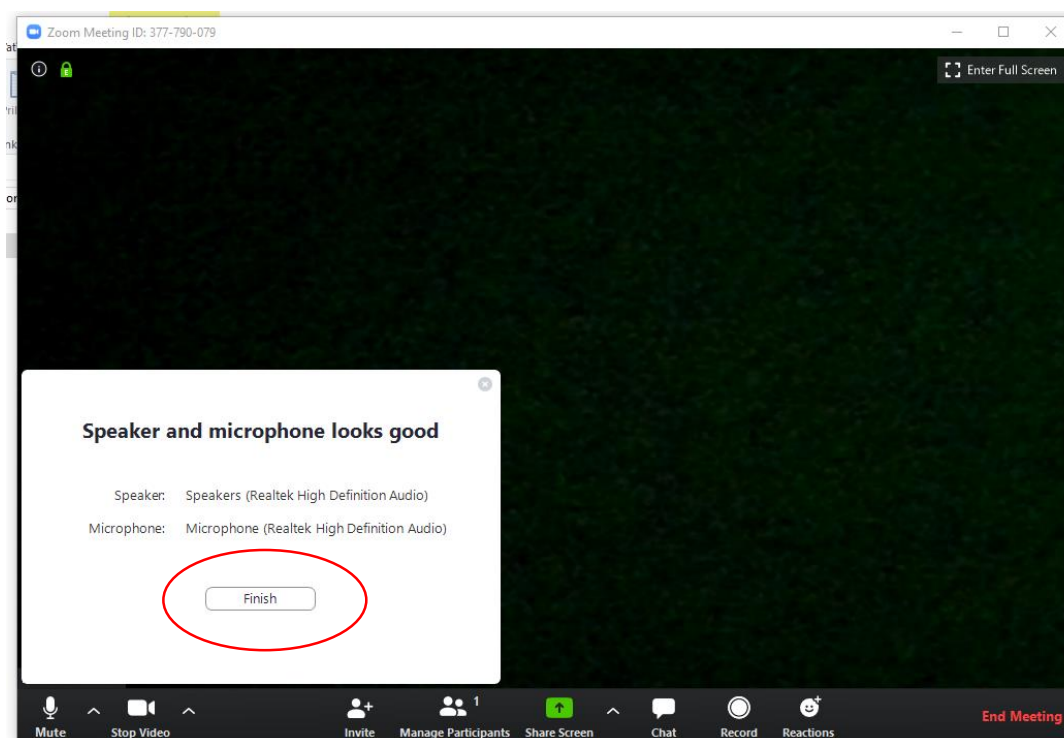 Zoom Meeting ID: 377-790-079
Enter Full Screen
Speaker and microphone looks good
Speaker: Speakers (Realtek High Definition Audio)
Microphone: Microphone (Realtek High Definition Audio)
Finish
1
Mute Stop Video Invite Manage Participants Share Screen Chat Record Reactions End Meeting